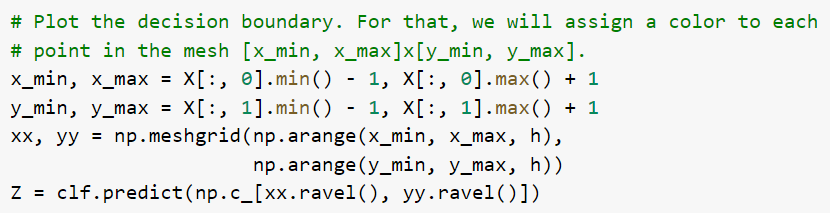 # Plot the decision boundary. For that, we will assign a color to each
# point in the mesh [x_min, x_max]x[y_min, y_max].
x_min, x_max = X[:, 0].min() - 1, X[:, 0].max() + 1
y_min, y_max = X[:, 1].min() - 1, X[:, 1].max() + 1
xx, yy = np.meshgrid(np.arange(x_min, x_max, h),
                     np.arange(y_min, y_max, h))
Z = clf.predict(np.c_[xx.ravel(), yy.ravel()])